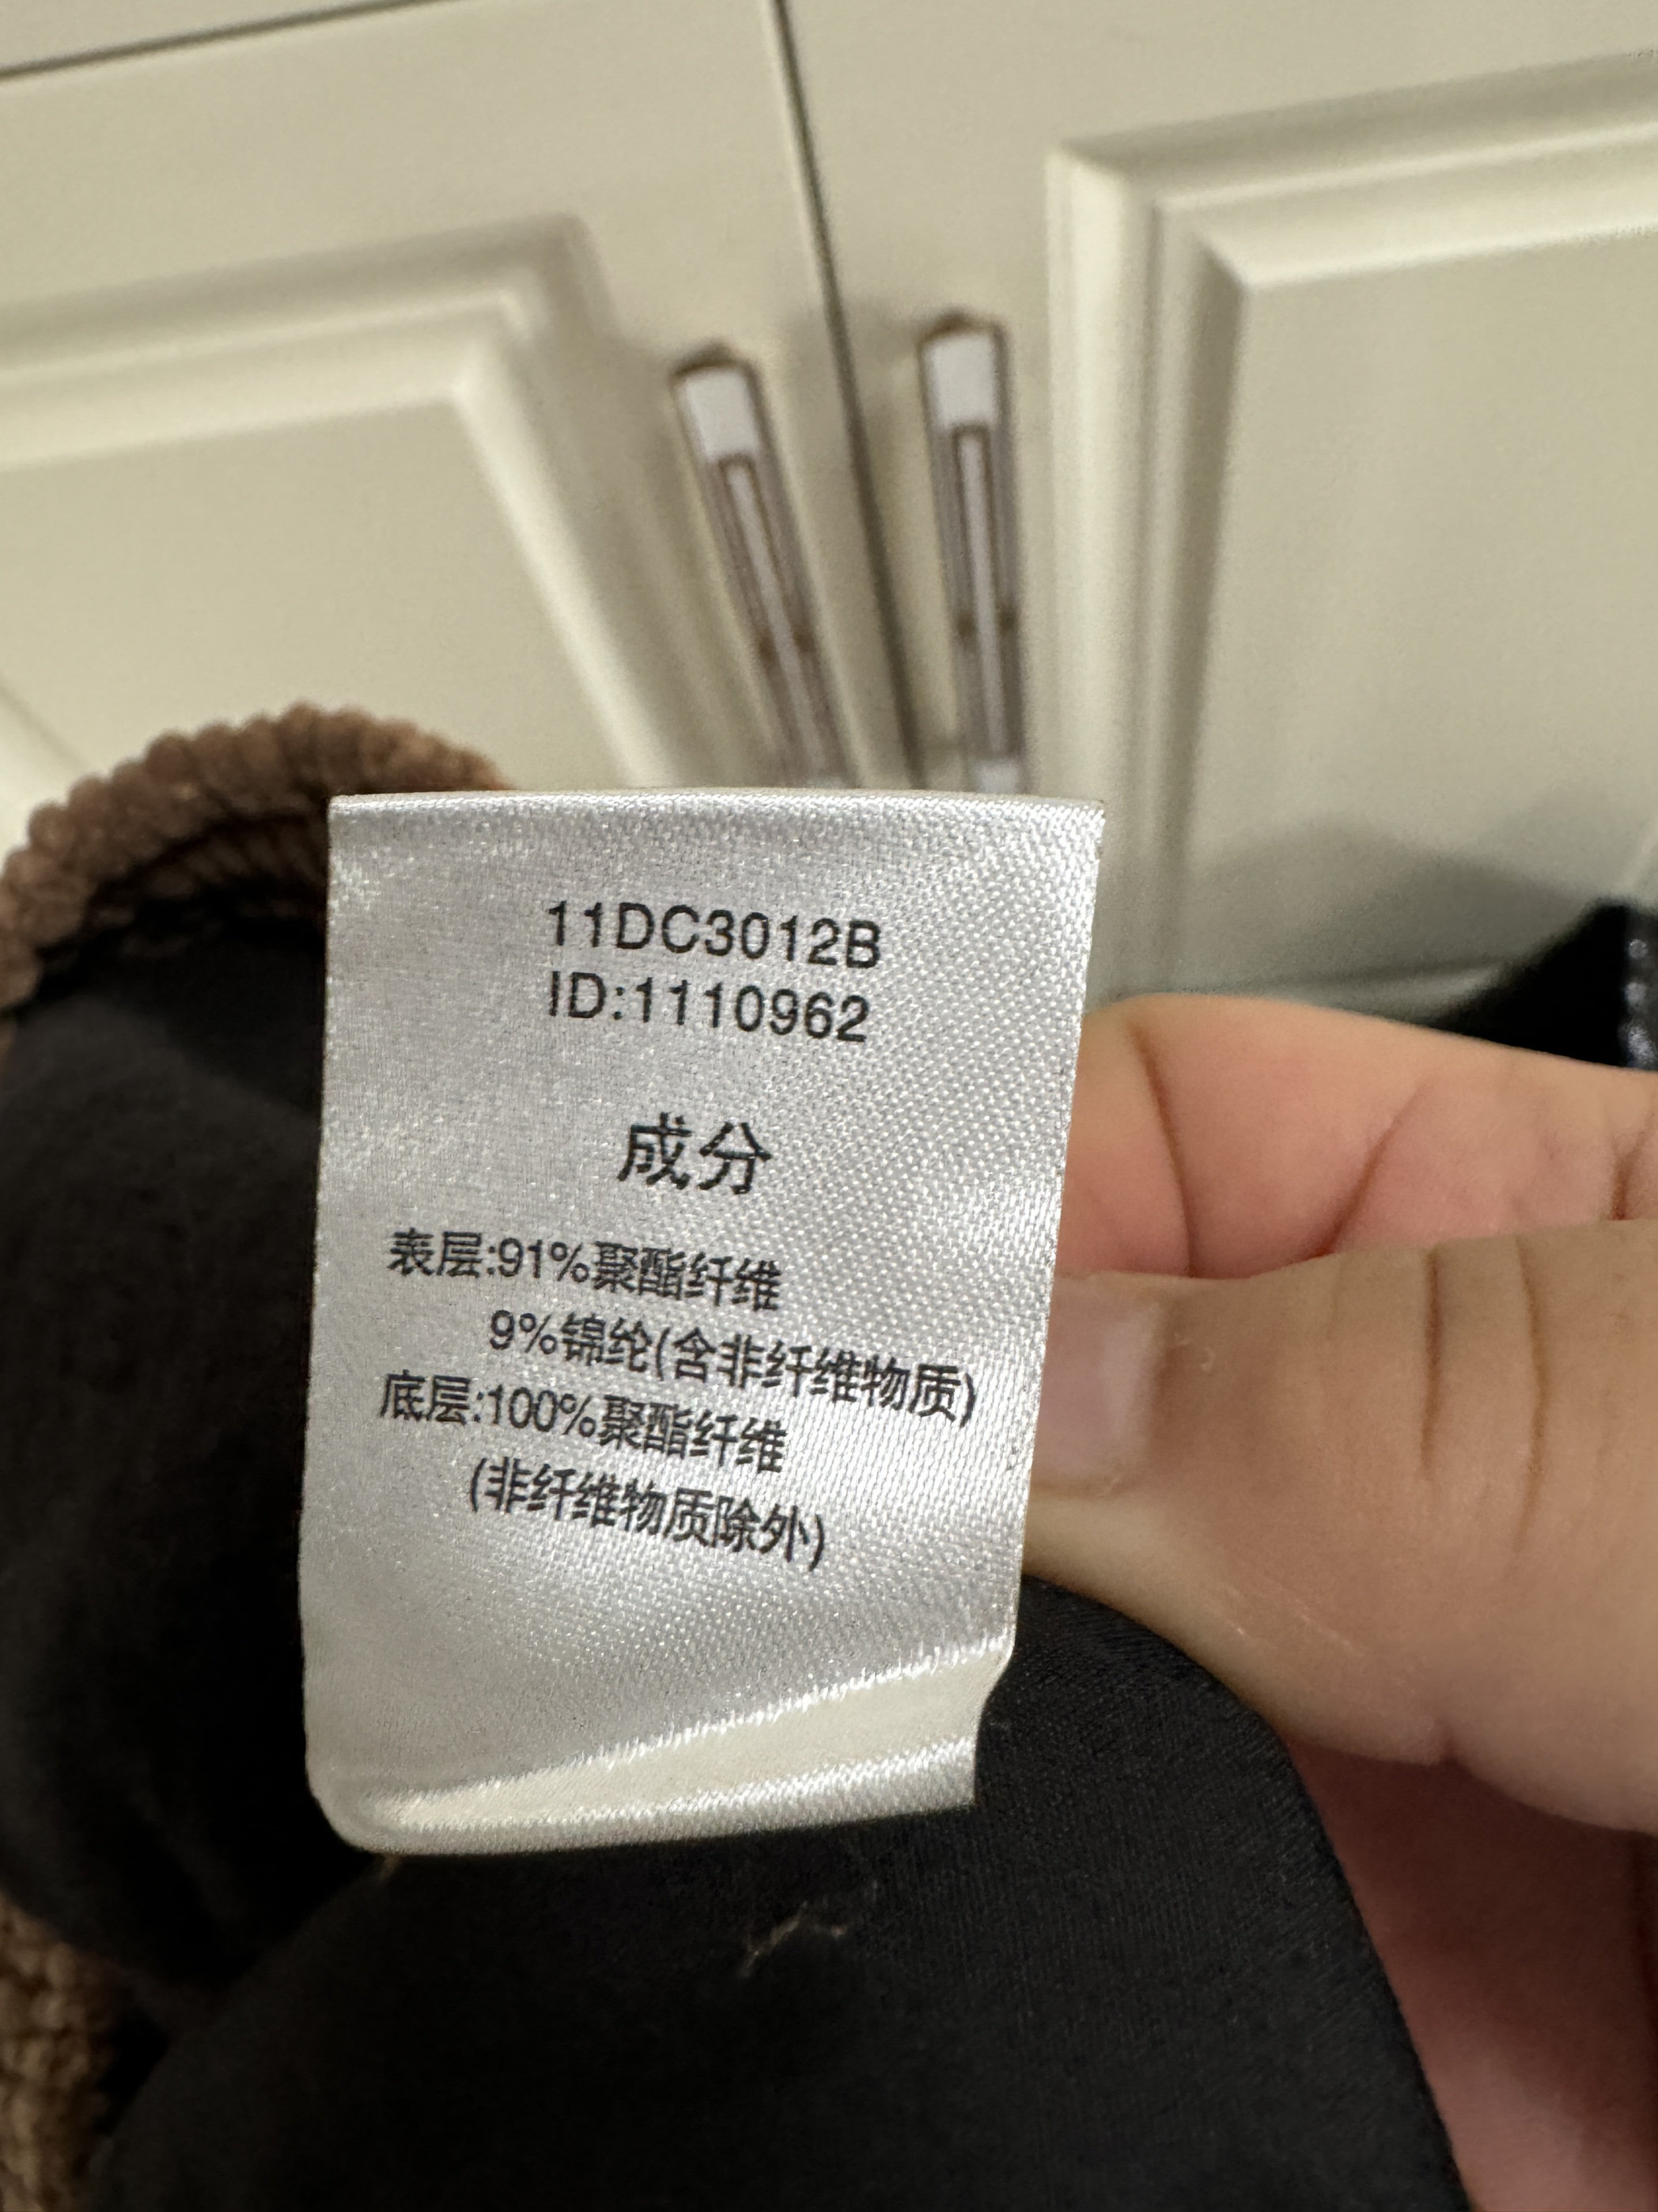 11DC3012B
ID:1110962
成分
表层:91%聚酯纤维
9%锦纶(含非纤维物质)
底层:100%聚酯纤维
(非纤维物质除外)